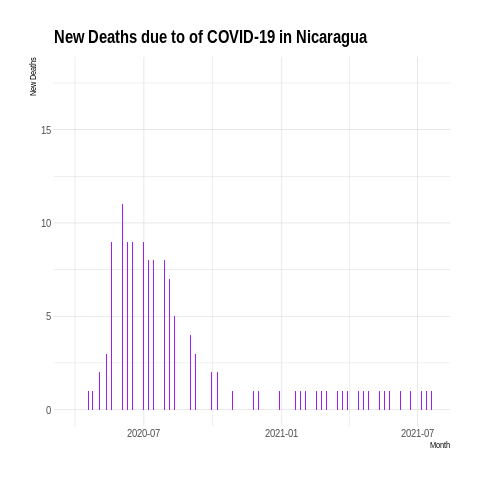 New Deaths due to of COVID-19 in Nicaragua
New Deaths
15
10
5
0
2020-07
2021-01
2021-07
Month